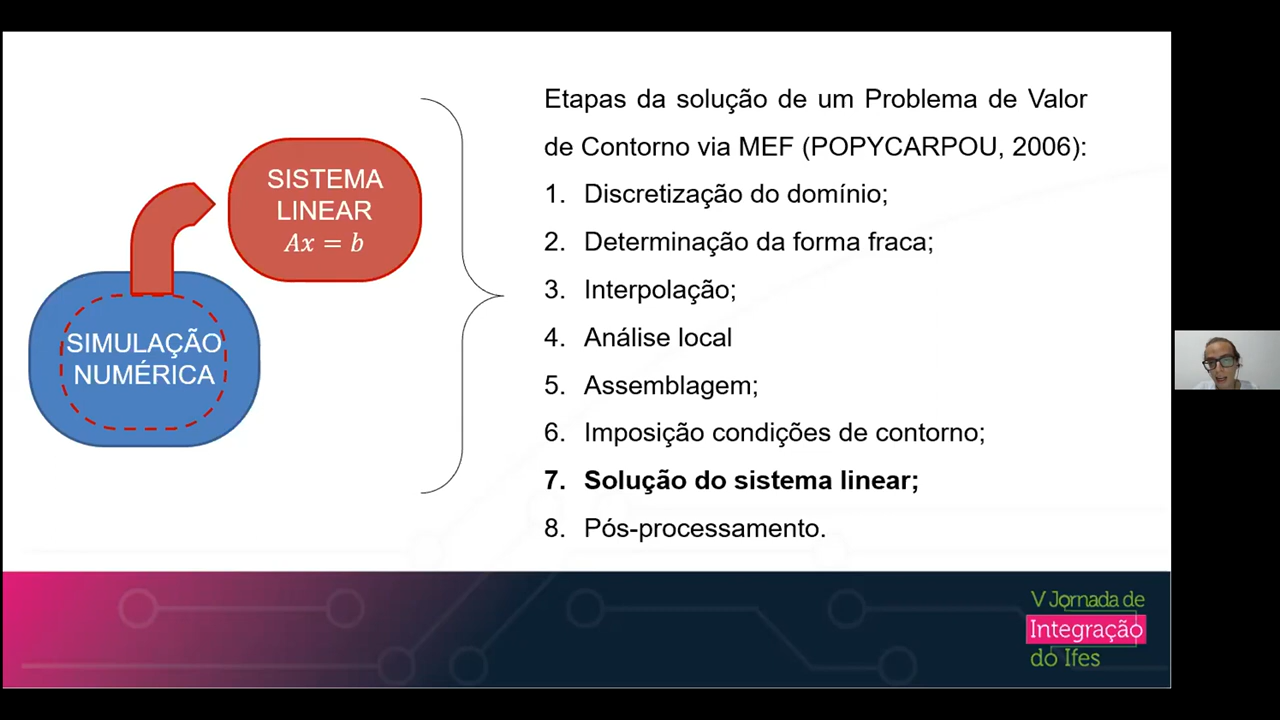 Etapas da solução de um Problema de Valor
de Contorno via MEF (POPYCARPOU, 2006):
1. Discretização do domínio;
2. Determinação da forma fraca;
3. Interpolação;
4. Análise local
5. Assemblagem;
6. Imposição condições de contorno;
7. Solução do sistema linear;
8. Pós-processamento.
SISTEMA
LINEAR
Ax = b
SIMULAÇÃO
NUMÉRICA
V Jornada de
Integração
do Ifes